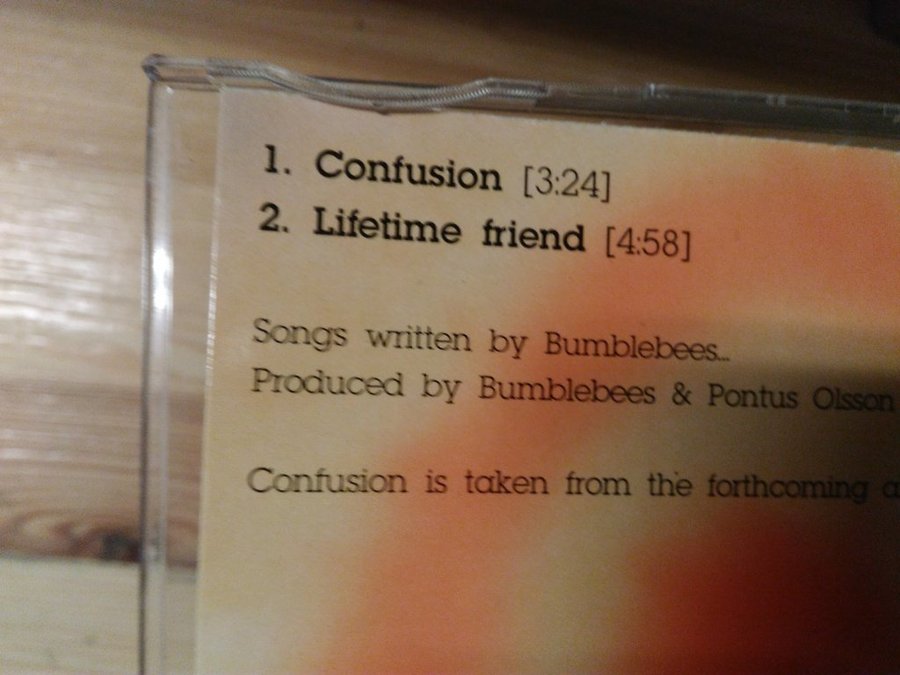 1. Confusion [3:24]
2. Lifetime friend [4:58]
Songs written by Bumblebees...
Produced by Bumblebees & Pontus Olsson
Confusion is taken from the forthcoming